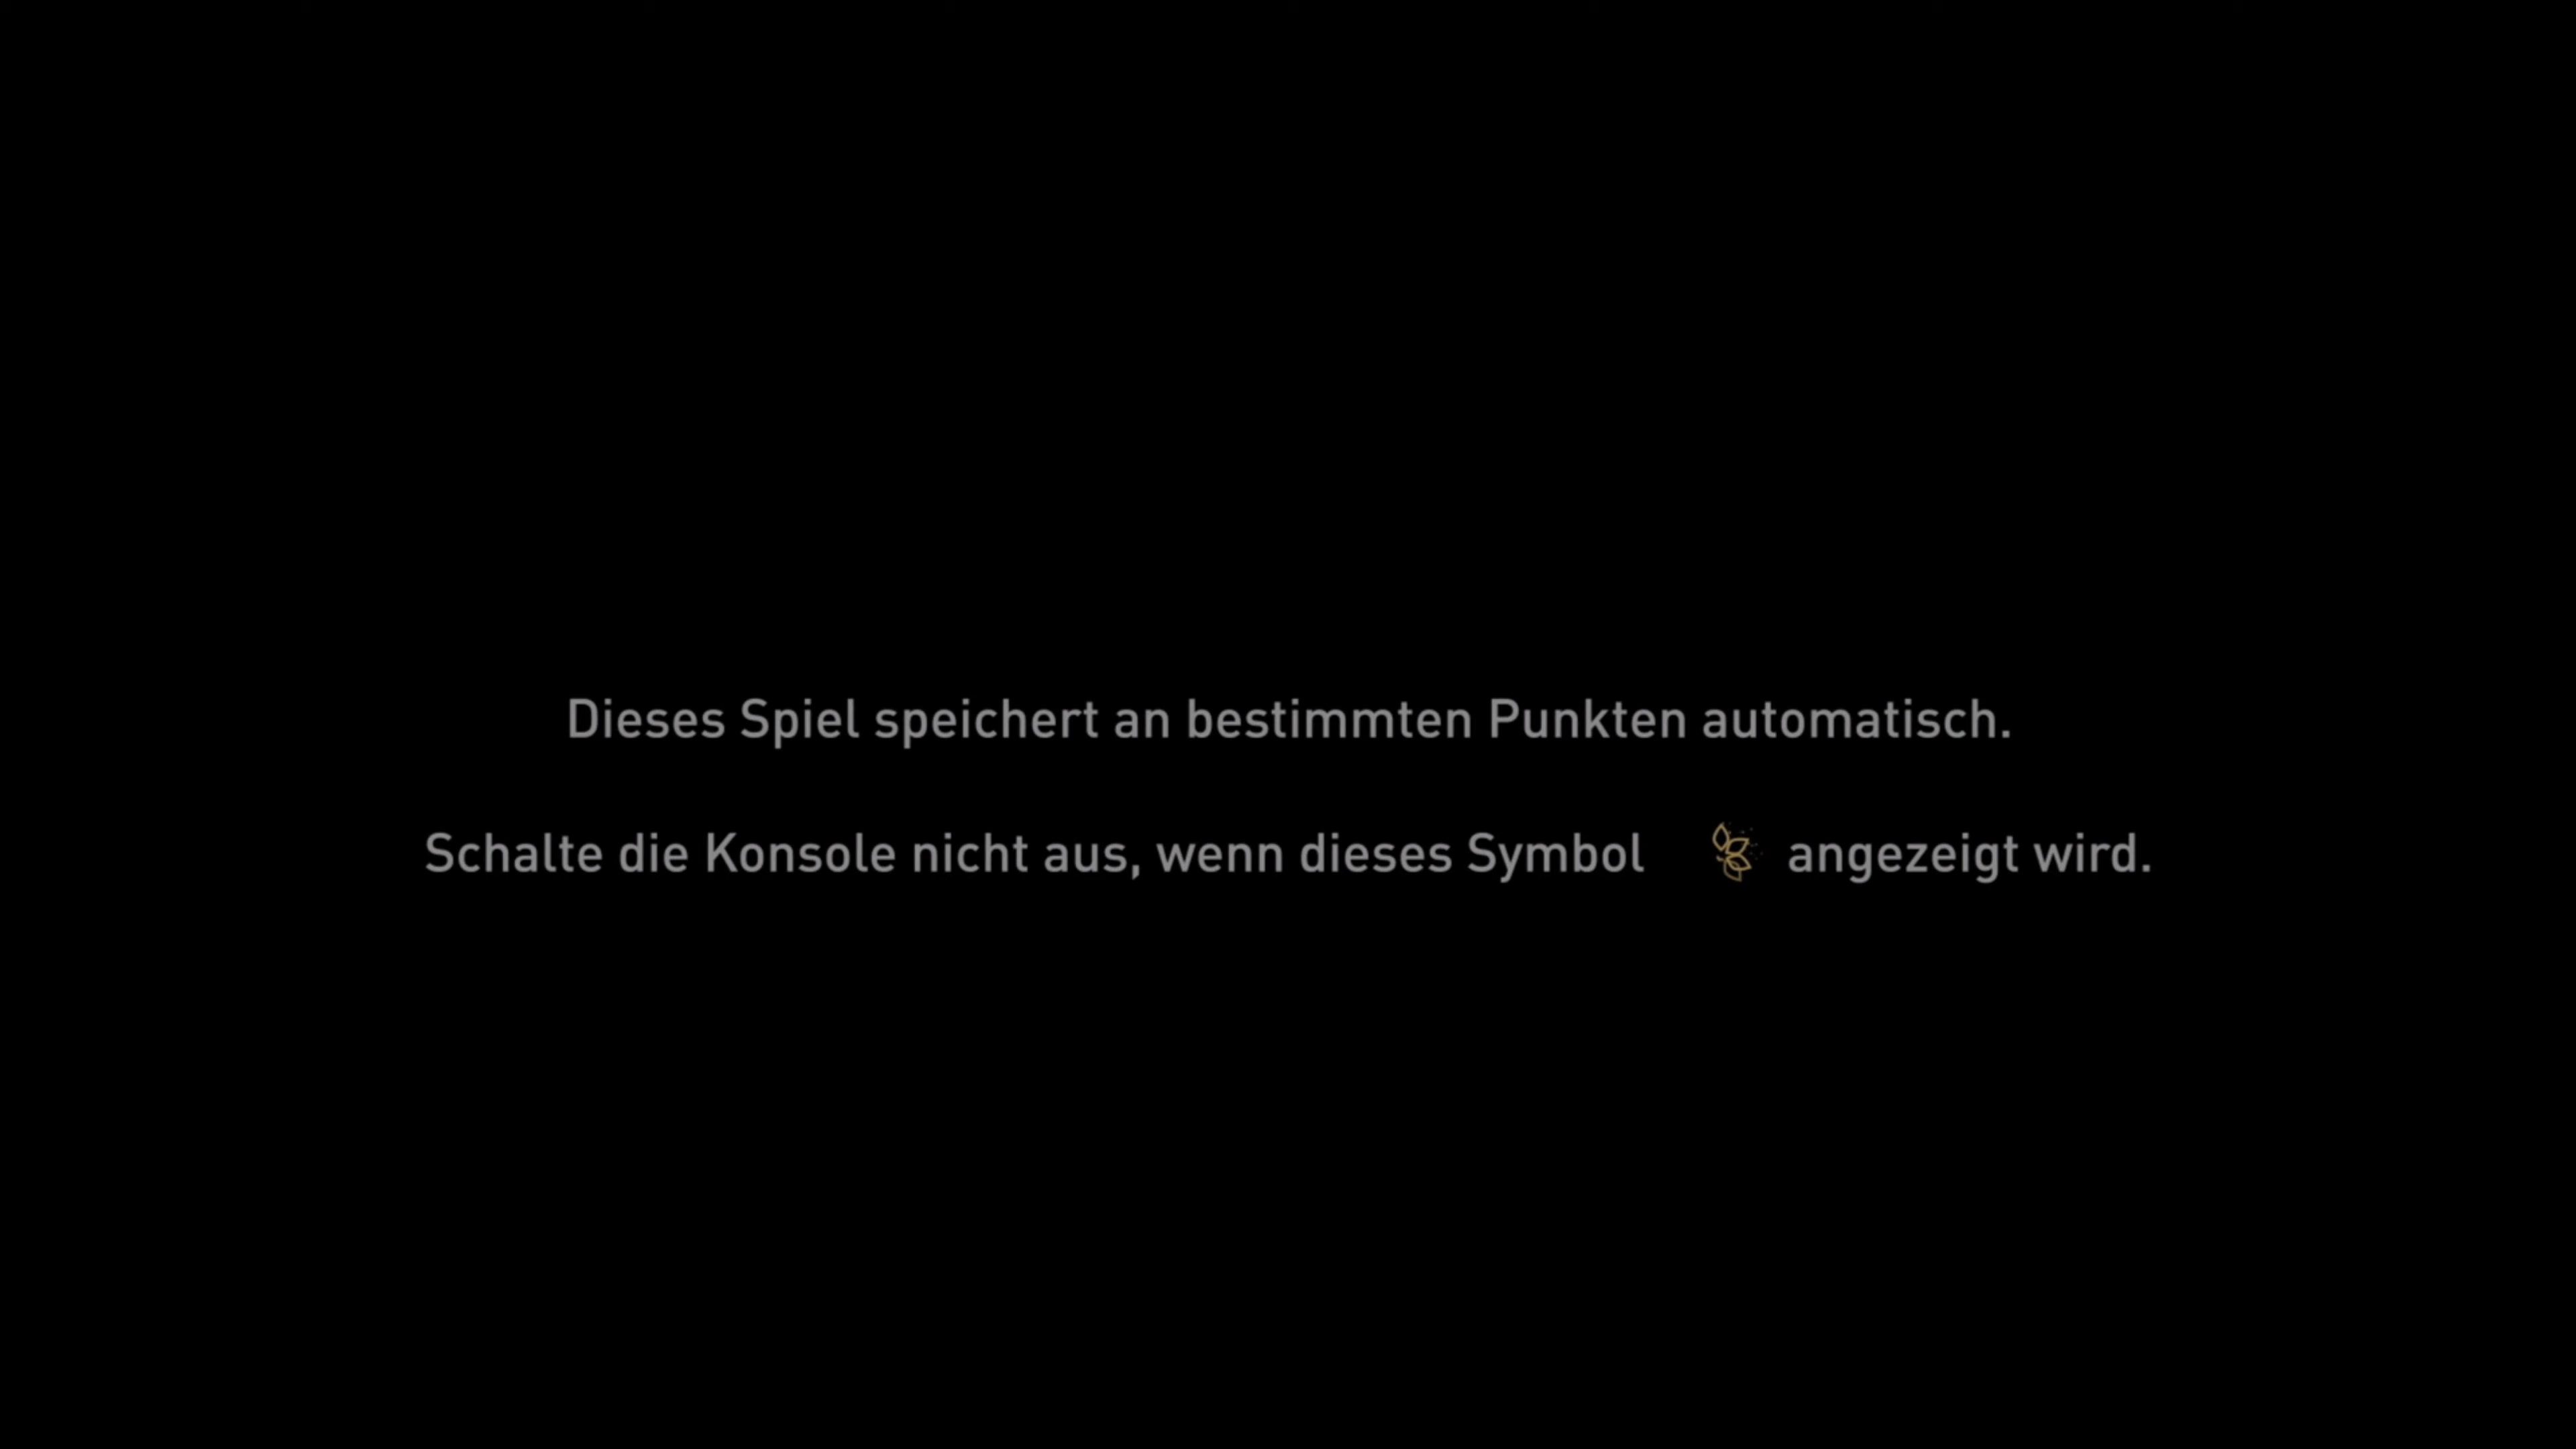 Dieses Spiel speichert an bestimmten Punkten automatisch.
Schalte die Konsole nicht aus, wenn dieses Symbol angezeigt wird.